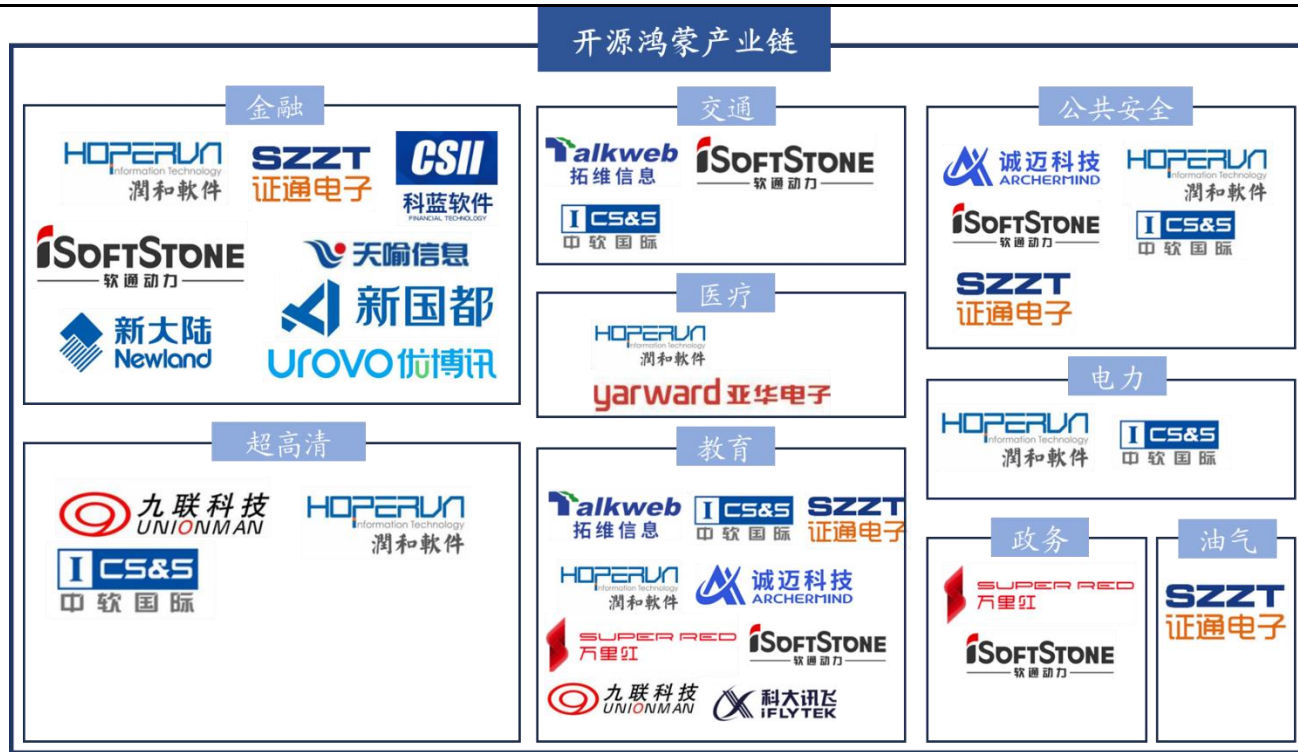 开源鸿蒙产业链
金融
HOPERUN
Information Technology
潤和軟件
SZZT
证通电子
CSII
科蓝软件
FINANCIAL TECHNOLOGY
iSOFTSTONE
软通动力
天喻信息
新大陆
Newland
新国都
UROVO优博讯
交通
Talkweb
拓维信息
iSOFTSTONE
软通动力
I CS&S
中软国际
公共安全
诚迈科技
ARCHERMIND
HOPERUN
Information Technology
潤和軟件
iSOFTSTONE
软通动力
I CS&S
中软国际
SZZT
证通电子
医疗
HOPERUN
Information Technology
潤和軟件
yarward 亚华电子
电力
HOPERUN
Information Technology
潤和軟件
I CS&S
中软国际
超高清
九联科技
UNIONMAN
HOPERUN
Information Technology
潤和軟件
I CS&S
中软国际
教育
Talkweb
拓维信息
I CS&S
中软国际
SZZT
证通电子
HOPERUN
Information Technology
潤和軟件
诚迈科技
ARCHERMIND
SUPER RED
万里红
iSOFTSTONE
软通动力
九联科技
UNIONMAN
科大讯飞
iFLYTEK
政务
SUPER RED
万里红
iSOFTSTONE
软通动力
油气
SZZT
证通电子